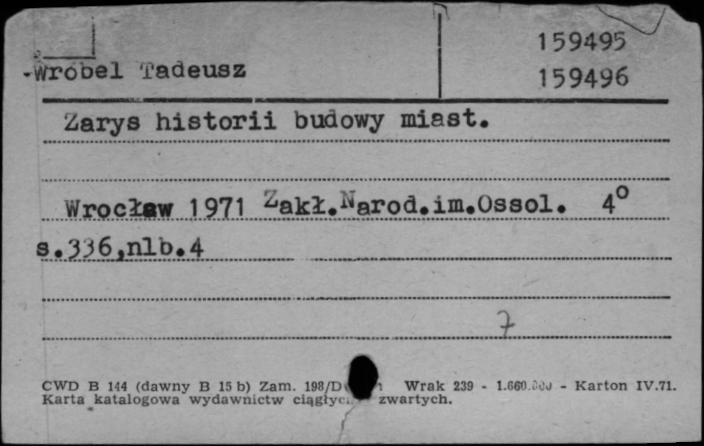 159495
Wróbel Tadeusz 159496
Zarys historii budowy miast.
Wrocław 1971 Zakł.Narod.im.Ossol. 4°
s.336,nlb.4
7
CWD B 144 (dawny B 15 b) Zam. 198/D Wrak 239 - 1.660.000 - Karton IV.71.
Karta katalogowa wydawnictw zwartych.